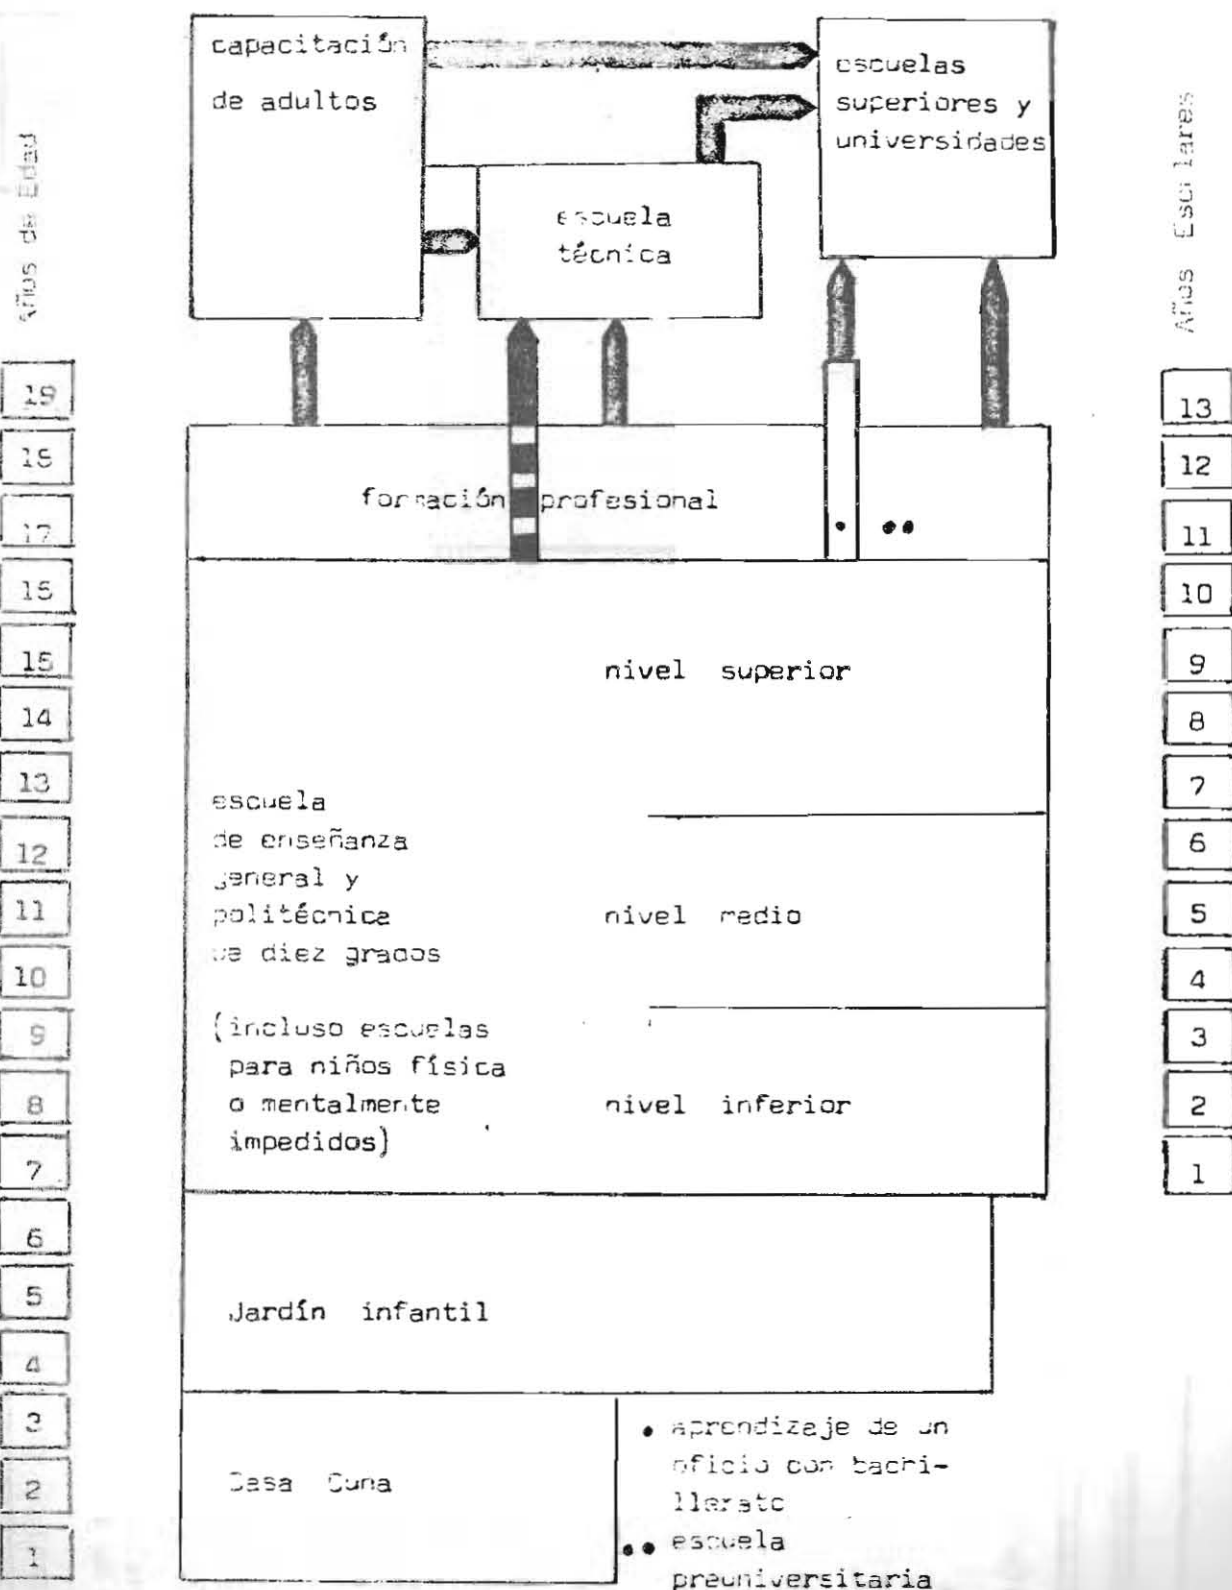 capacitación
de adultos
escuelas
superiores y
universidades
escuela
técnica
Años de Edad
Años Escolares
19
18
17
16
15
14
13
12
11
10
9
8
7
6
5
4
3
2
1
13
12
11
10
9
8
7
6
5
4
3
2
1
formación profesional
• ••
nivel superior
escuela
de enseñanza
general y
politécnica
de diez grados
nivel medio
(incluso escuelas
para niños física
o mentalmente
impedidos)
nivel inferior
Jardín infantil
Casa Cuna
• aprendizaje de un
oficio con bachi-
llerato
•• escuela
preuniversitaria